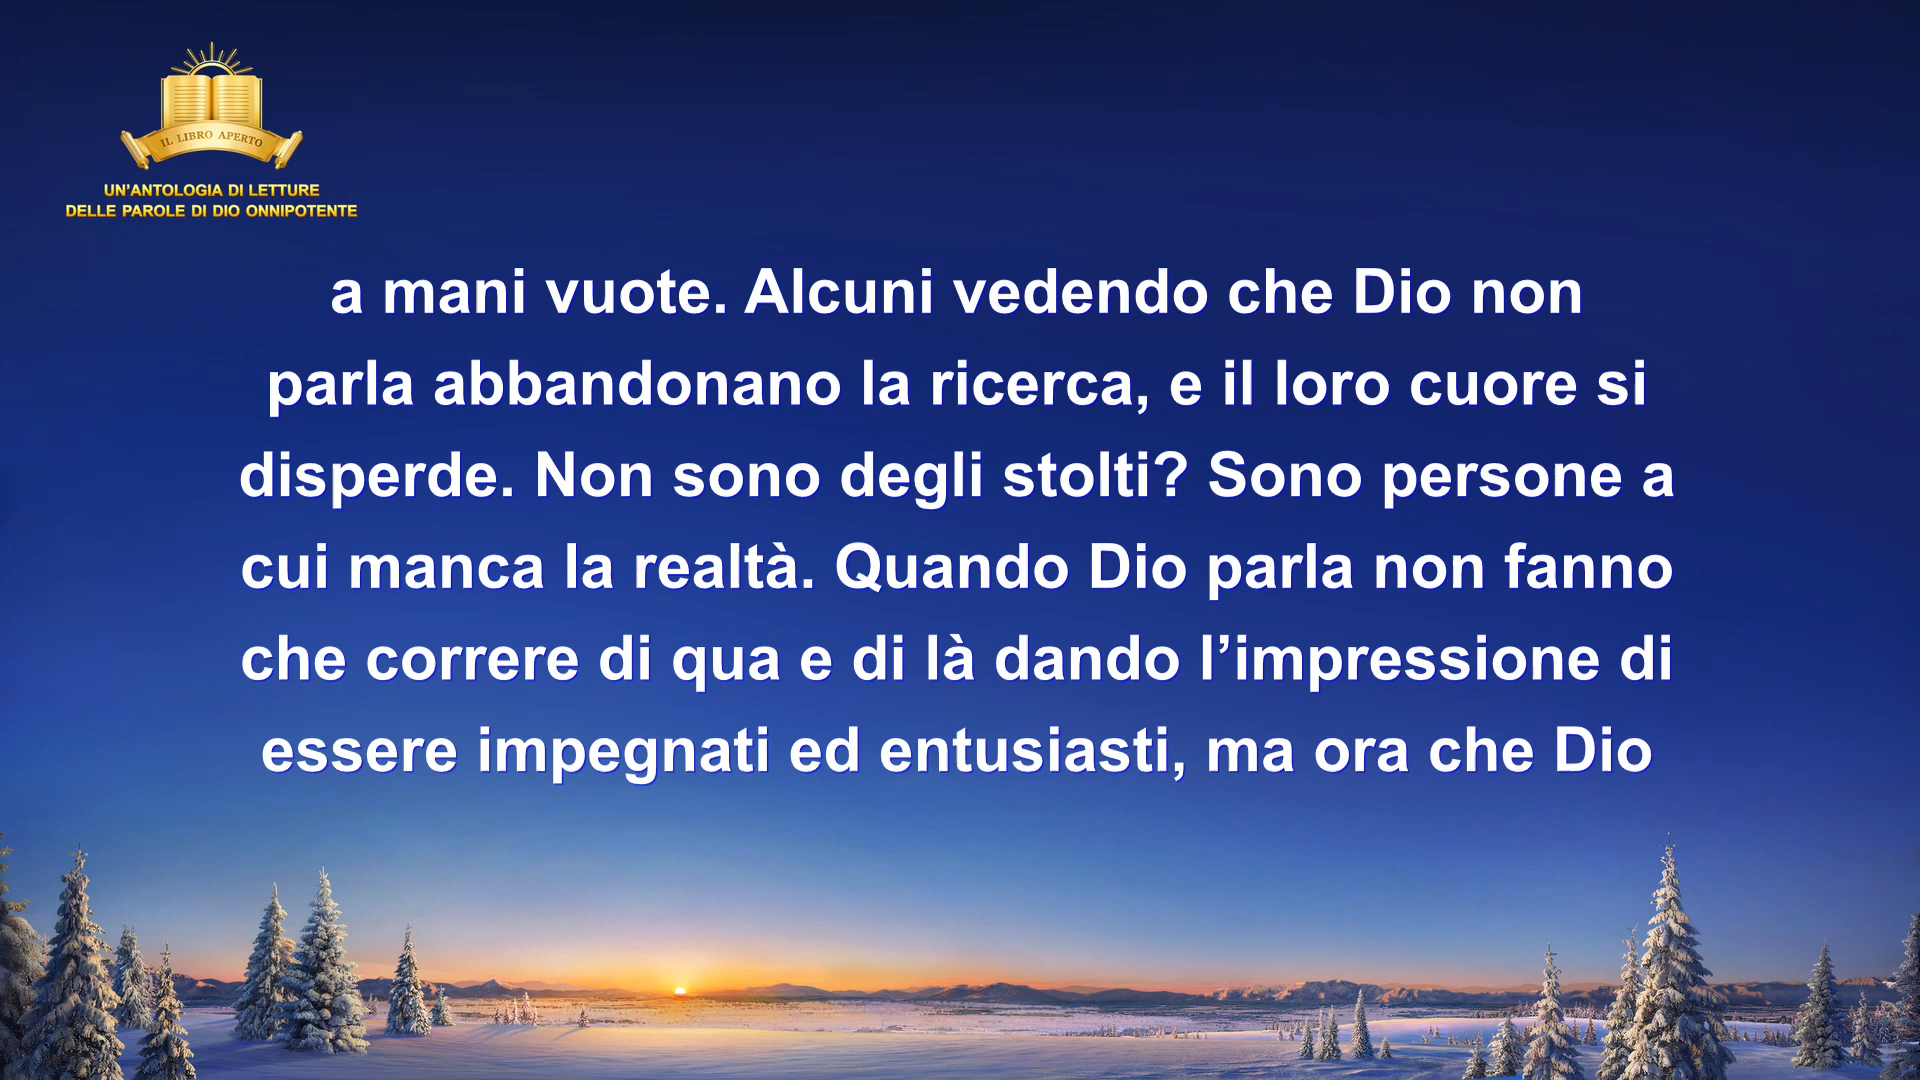 IL LIBRO APERTO
UN’ANTOLOGIA DI LETTURE
DELLE PAROLE DI DIO ONNIPOTENTE
a mani vuote. Alcuni vedendo che Dio non
parla abbandonano la ricerca, e il loro cuore si
disperde. Non sono degli stolti? Sono persone a
cui manca la realtà. Quando Dio parla non fanno
che correre di qua e di là dando l’impressione di
essere impegnati ed entusiasti, ma ora che Dio